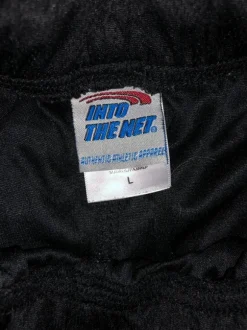 INTO
THE NET®
AUTHENTIC ATHLETIC APPAREL
L